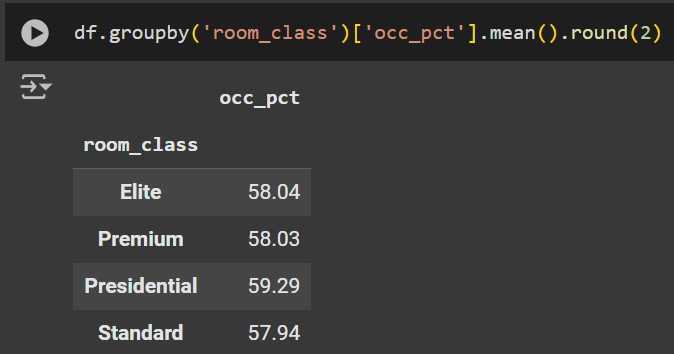 df.groupby('room_class')['occ_pct'].mean().round(2)
occ_pct
room_class
Elite 58.04
Premium 58.03
Presidential 59.29
Standard 57.94